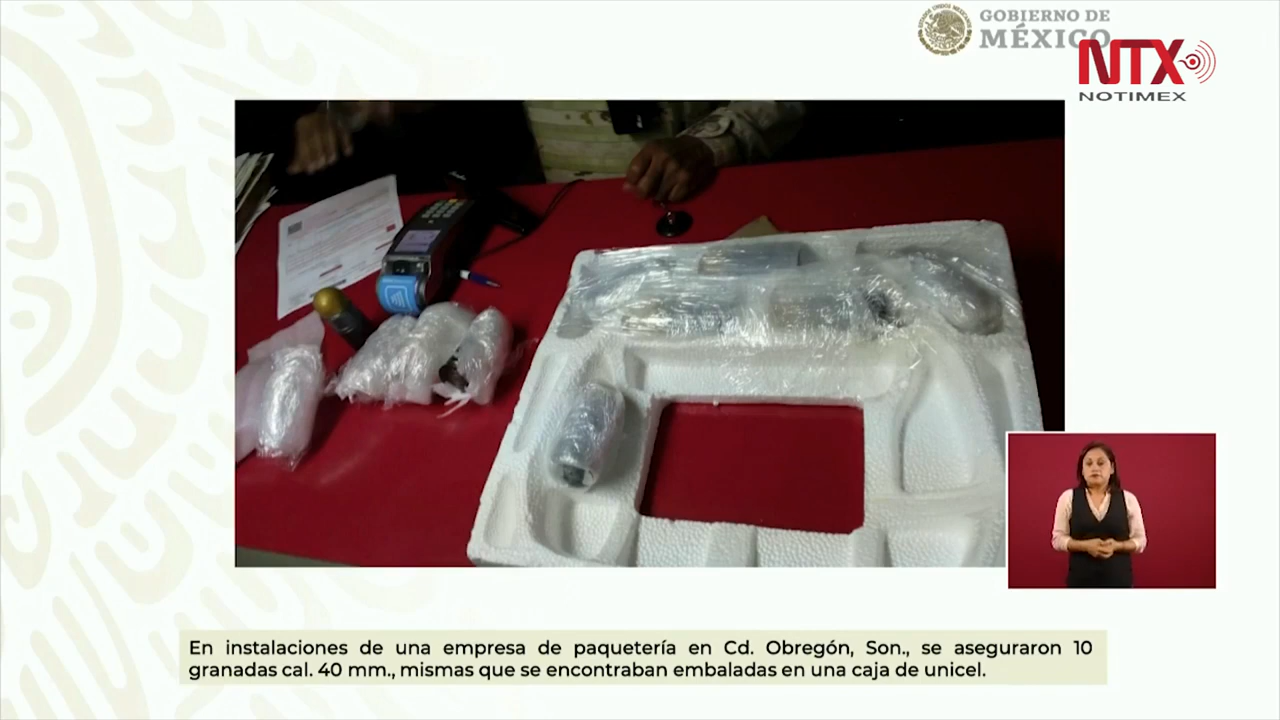 GOBIERNO DE
MÉXICO
NTX
NOTIMEX
En instalaciones de una empresa de paquetería en Cd. Obregón, Son., se aseguraron 10
granadas cal. 40 mm., mismas que se encontraban embaladas en una caja de unicel.